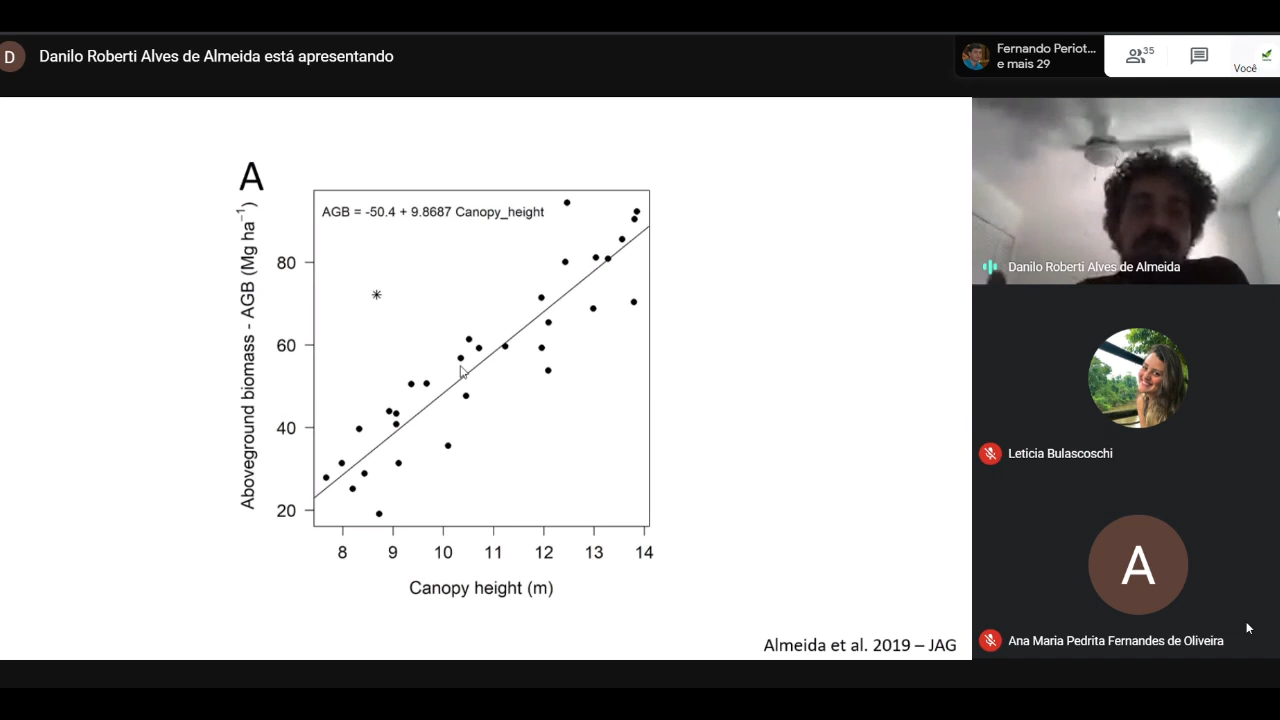 D
Danilo Roberti Alves de Almeida está apresentando
Fernando Periot...
e mais 29
35
Você
A
AGB = -50.4 + 9.8687 Canopy_height
Aboveground biomass - AGB (Mg ha⁻¹)
80
60
40
20
8 9 10 11 12 13 14
Canopy height (m)
Almeida et al. 2019 – JAG
Danilo Roberti Alves de Almeida
Leticia Bulascoschi
A
Ana Maria Pedrita Fernandes de Oliveira